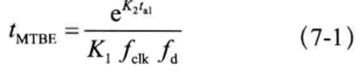 t_MTBE = e^{K_2 t_{a1}} / (K_1 f_clk f_d) (7-1)